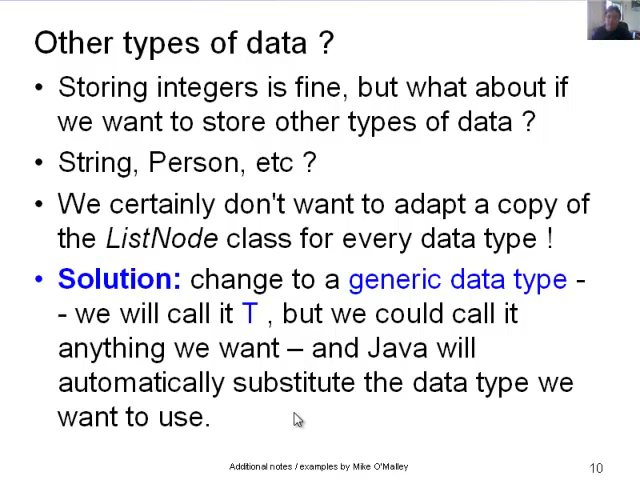 Other types of data ?
• Storing integers is fine, but what about if
we want to store other types of data ?
• String, Person, etc ?
• We certainly don't want to adapt a copy of
the ListNode class for every data type !
• Solution: change to a generic data type -
- we will call it T , but we could call it
anything we want – and Java will
automatically substitute the data type we
want to use.
Additional notes / examples by Mike O'Malley
10